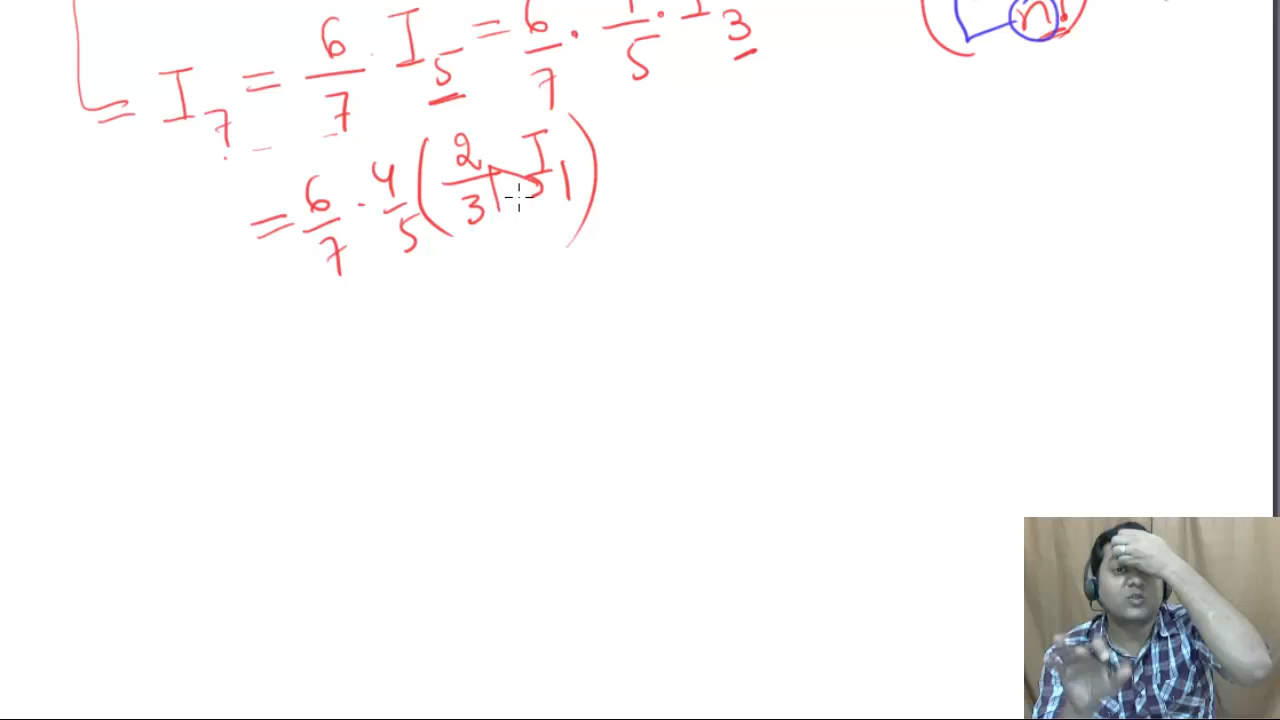 I₇ = 6/7 · I₅ = 6/7 · 4/5 · I₃
n
= 6/7 · 4/5 ( 2/3 I₁ )